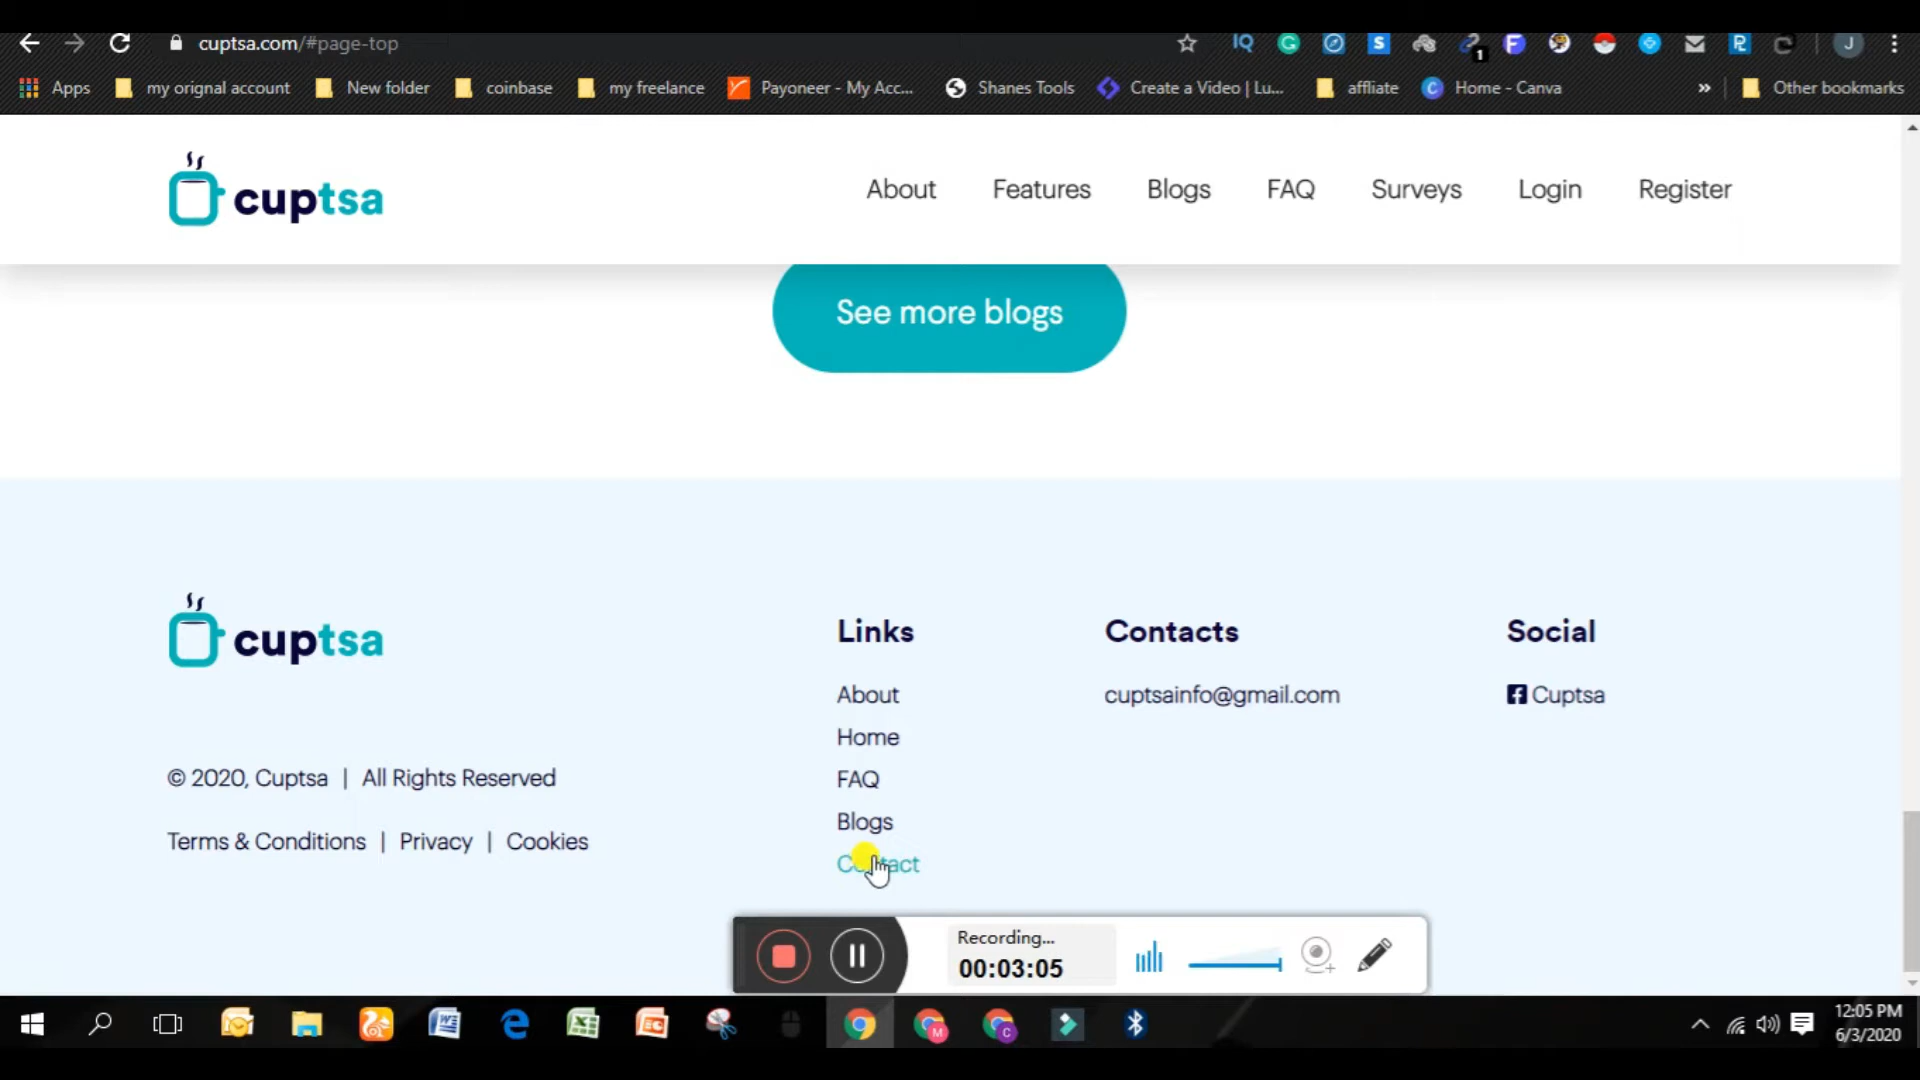 cuptsa.com/#page-top
IQ
1
J
Apps
my orignal account
New folder
coinbase
my freelance
Payoneer - My Acc...
Shanes Tools
Create a Video | Lu...
affliate
Home - Canva
»
Other bookmarks
cuptsa
About
Features
Blogs
FAQ
Surveys
Login
Register
See more blogs
cuptsa
© 2020, Cuptsa | All Rights Reserved
Terms & Conditions | Privacy | Cookies
Links
About
Home
FAQ
Blogs
Contact
Contacts
cuptsainfo@gmail.com
Social
Cuptsa
Recording...
00:03:05
12:05 PM
6/3/2020